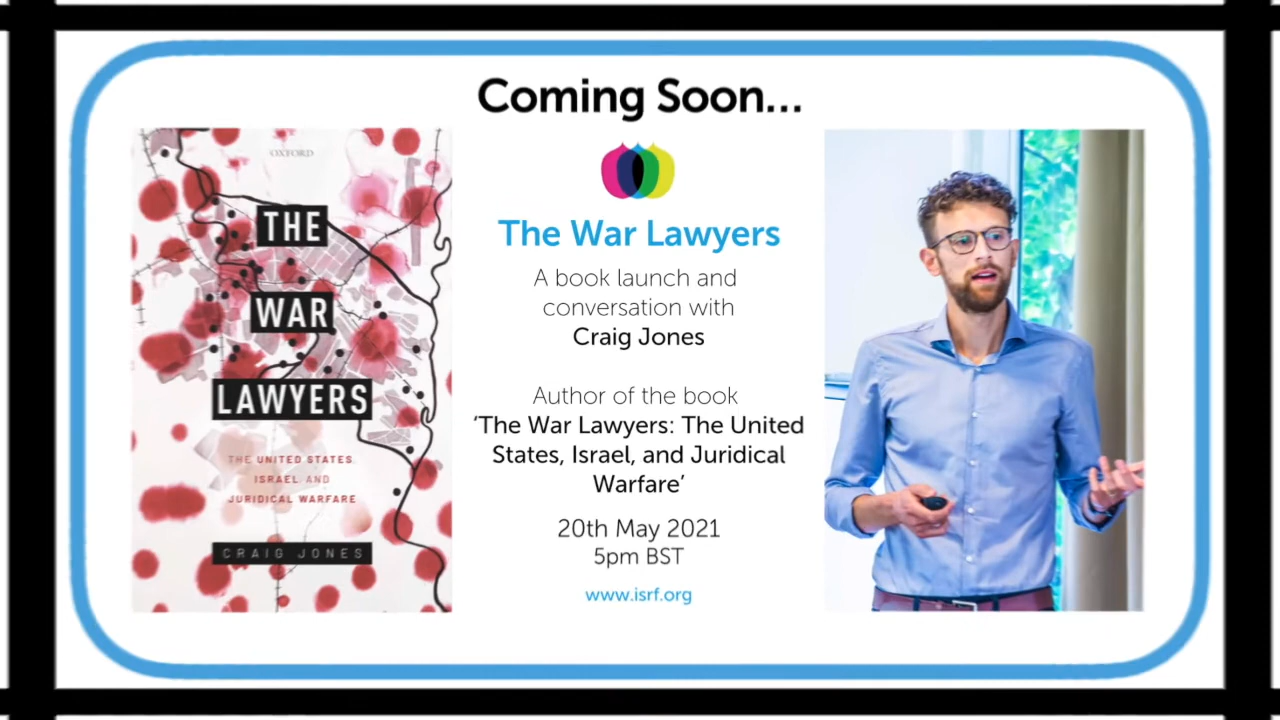 Coming Soon...
OXFORD
THE
WAR
LAWYERS
THE UNITED STATES
ISRAEL AND
JURIDICAL WARFARE
CRAIG JONES
The War Lawyers
A book launch and
conversation with
Craig Jones
Author of the book
‘The War Lawyers: The United
States, Israel, and Juridical
Warfare’
20th May 2021
5pm BST
www.isrf.org